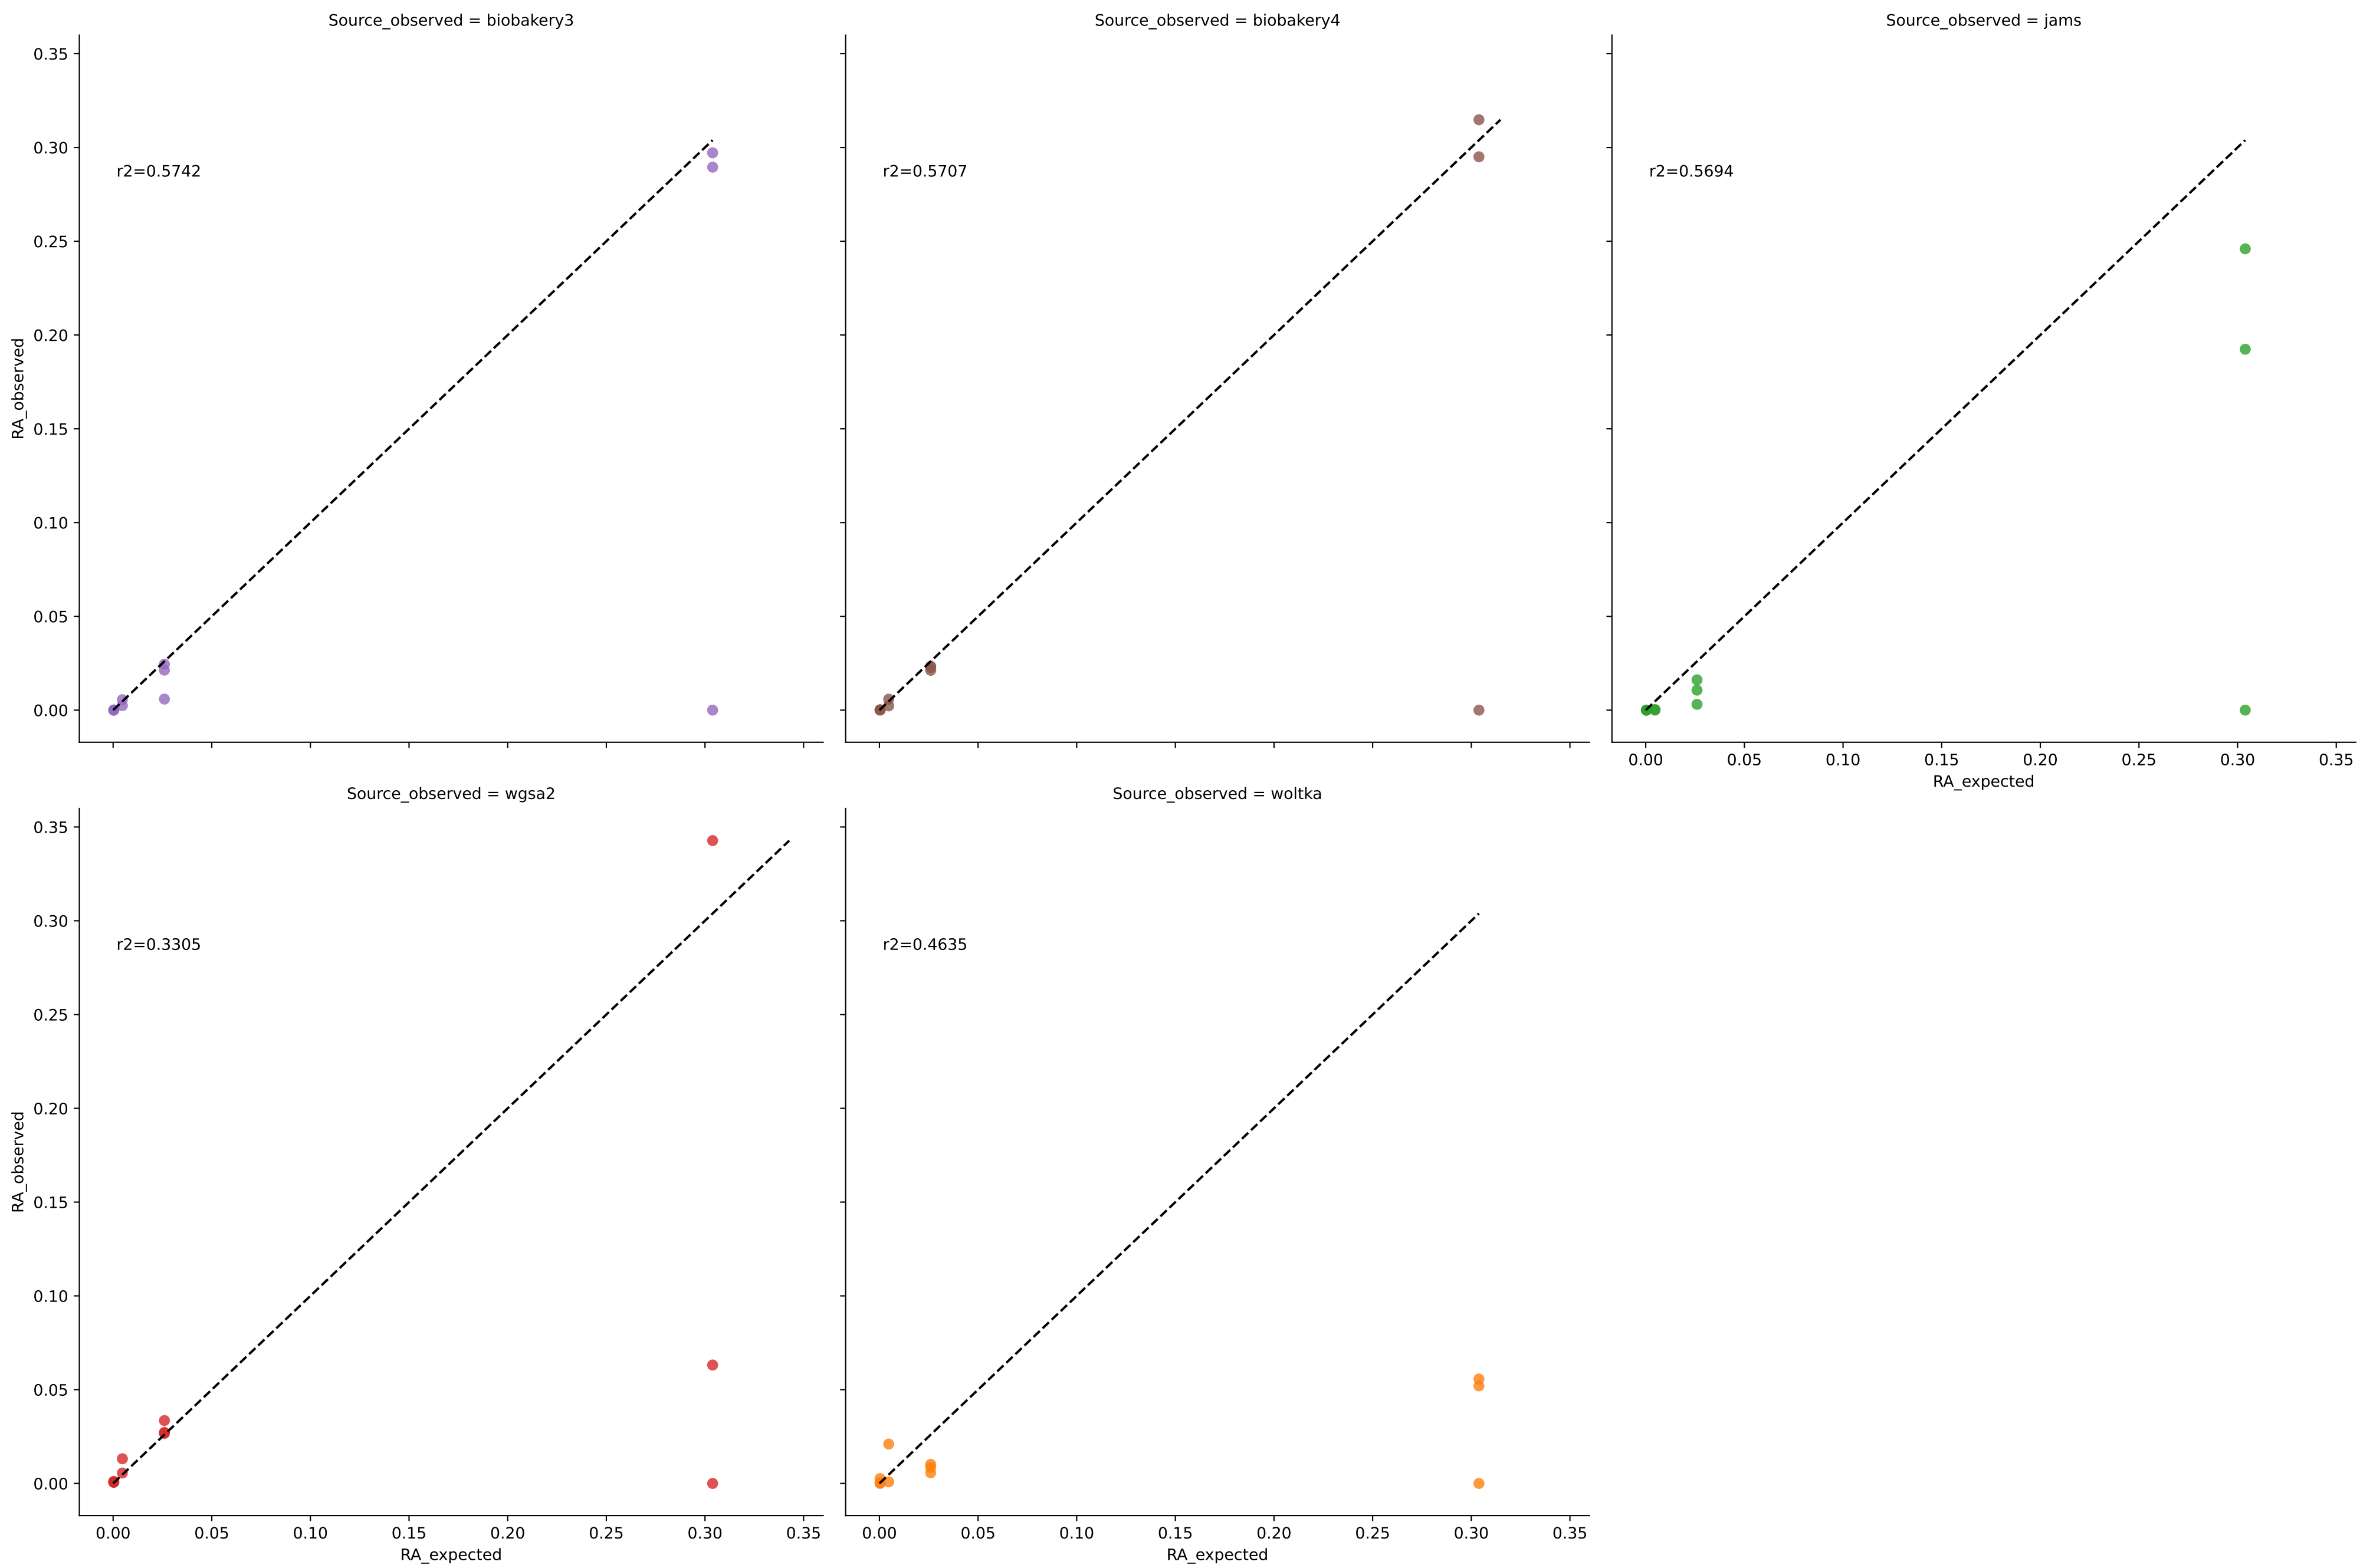 Source_observed = biobakery3
Source_observed = biobakery4
Source_observed = jams
0.35
0.30
0.25
0.20
0.15
0.10
0.05
0.00
RA_observed
r2=0.5742
r2=0.5707
r2=0.5694
0.00 0.05 0.10 0.15 0.20 0.25 0.30 0.35
RA_expected
Source_observed = wgsa2
Source_observed = woltka
0.35
0.30
0.25
0.20
0.15
0.10
0.05
0.00
RA_observed
r2=0.3305
r2=0.4635
0.00 0.05 0.10 0.15 0.20 0.25 0.30 0.35
RA_expected
0.00 0.05 0.10 0.15 0.20 0.25 0.30 0.35
RA_expected